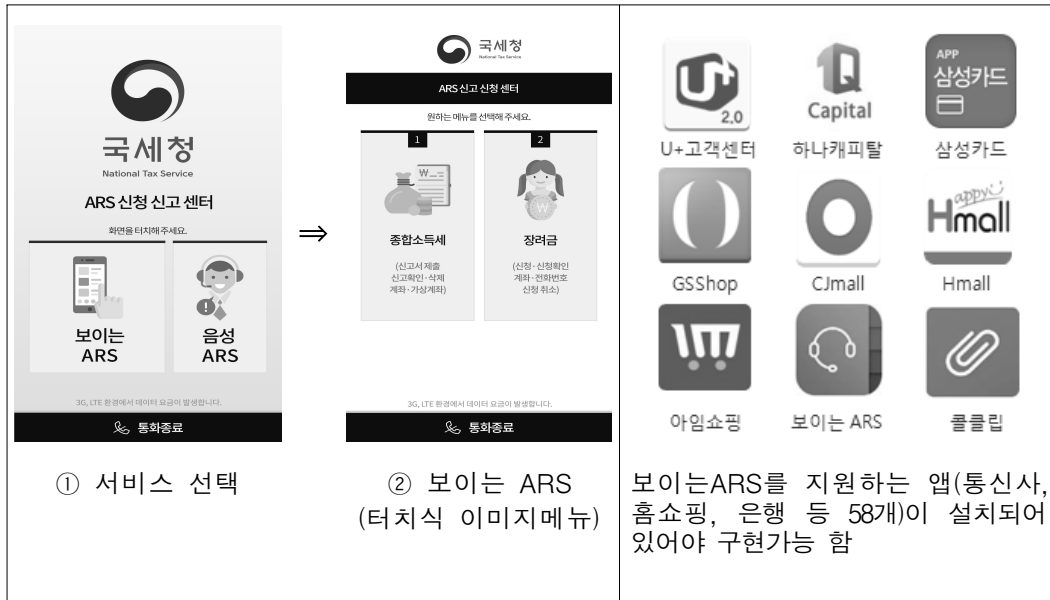 국세청
National Tax Service
ARS 신청 신고 센터
화면을 터치해 주세요.
보이는
ARS
음성
ARS
3G, LTE 환경에서 데이터 요금이 발생합니다.
통화종료
① 서비스 선택
⇒
국세청
National Tax Service
ARS 신고 신청 센터
원하는 메뉴를 선택해 주세요.
1
2
종합소득세
(신고서 제출
신고확인·삭제
계좌·가상계좌)
장려금
(신청·신청확인
계좌·전화번호
신청 취소)
3G, LTE 환경에서 데이터 요금이 발생합니다.
통화종료
② 보이는 ARS
(터치식 이미지메뉴)
U+ 2.0
1Q Capital
APP 삼성카드
U+고객센터 하나캐피탈 삼성카드
happy Hmall
GSShop CJmall Hmall
아임쇼핑 보이는 ARS 콜클립
보이는ARS를 지원하는 앱(통신사,
홈쇼핑, 은행 등 58개)이 설치되어
있어야 구현가능 함